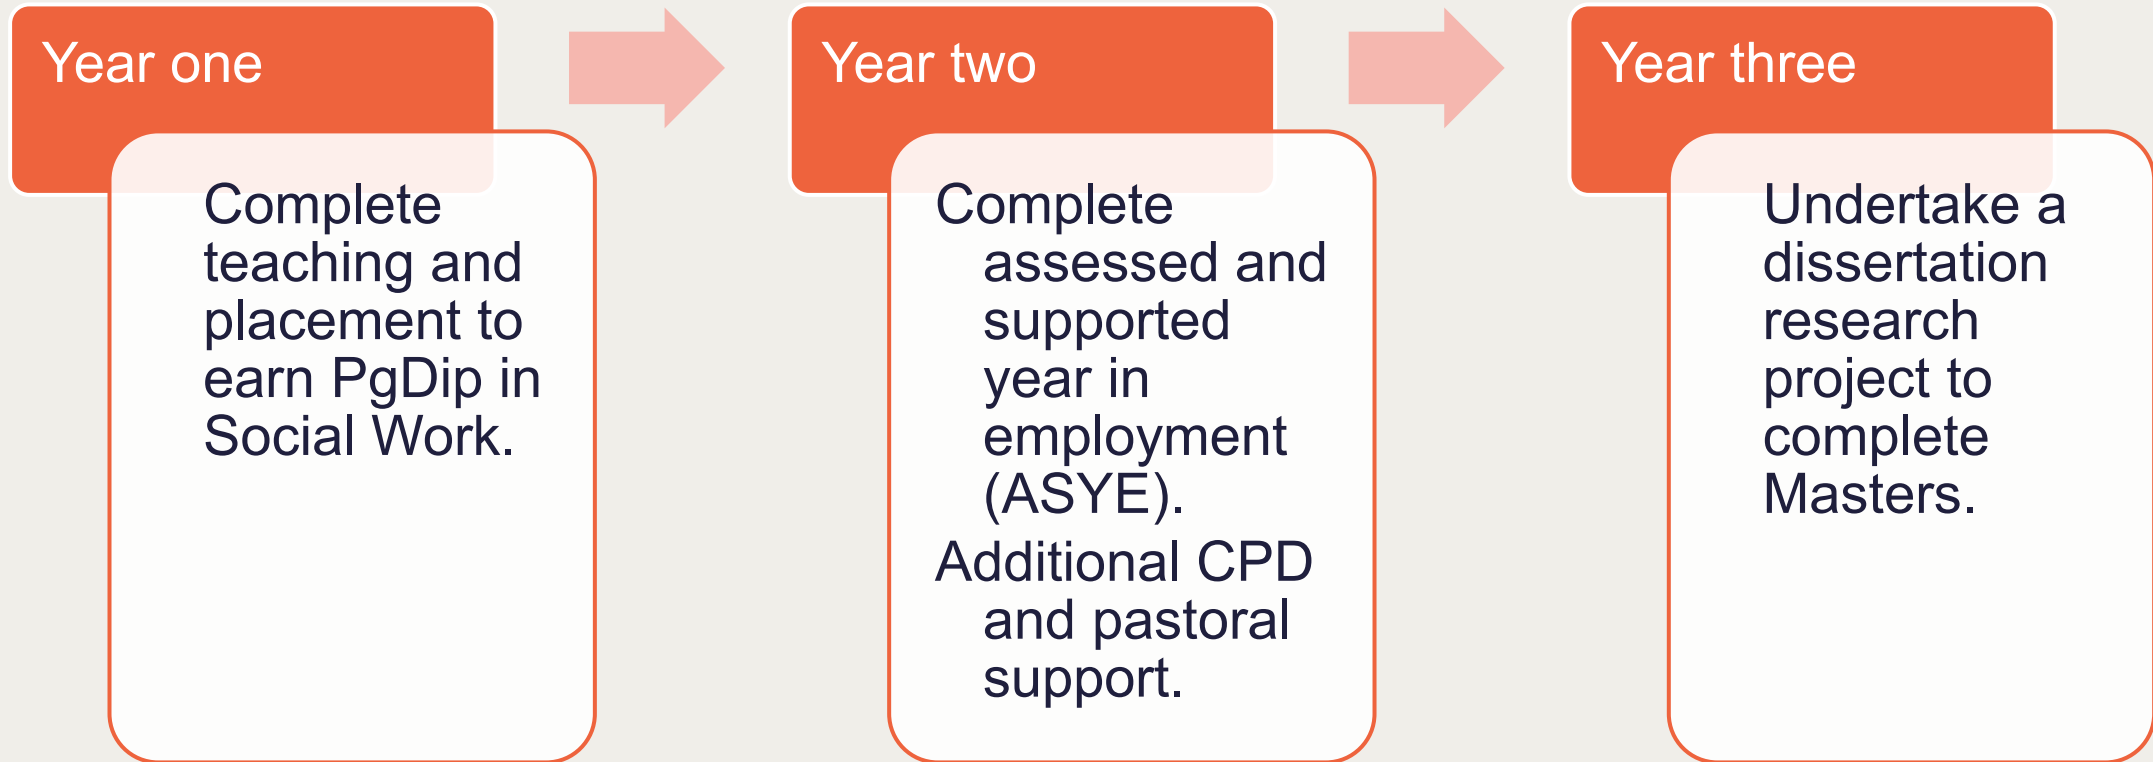 Year one
Complete
teaching and
placement to
earn PgDip in
Social Work.
Year two
Complete
assessed and
supported
year in
employment
(ASYE).
Additional CPD
and pastoral
support.
Year three
Undertake a
dissertation
research
project to
complete
Masters.